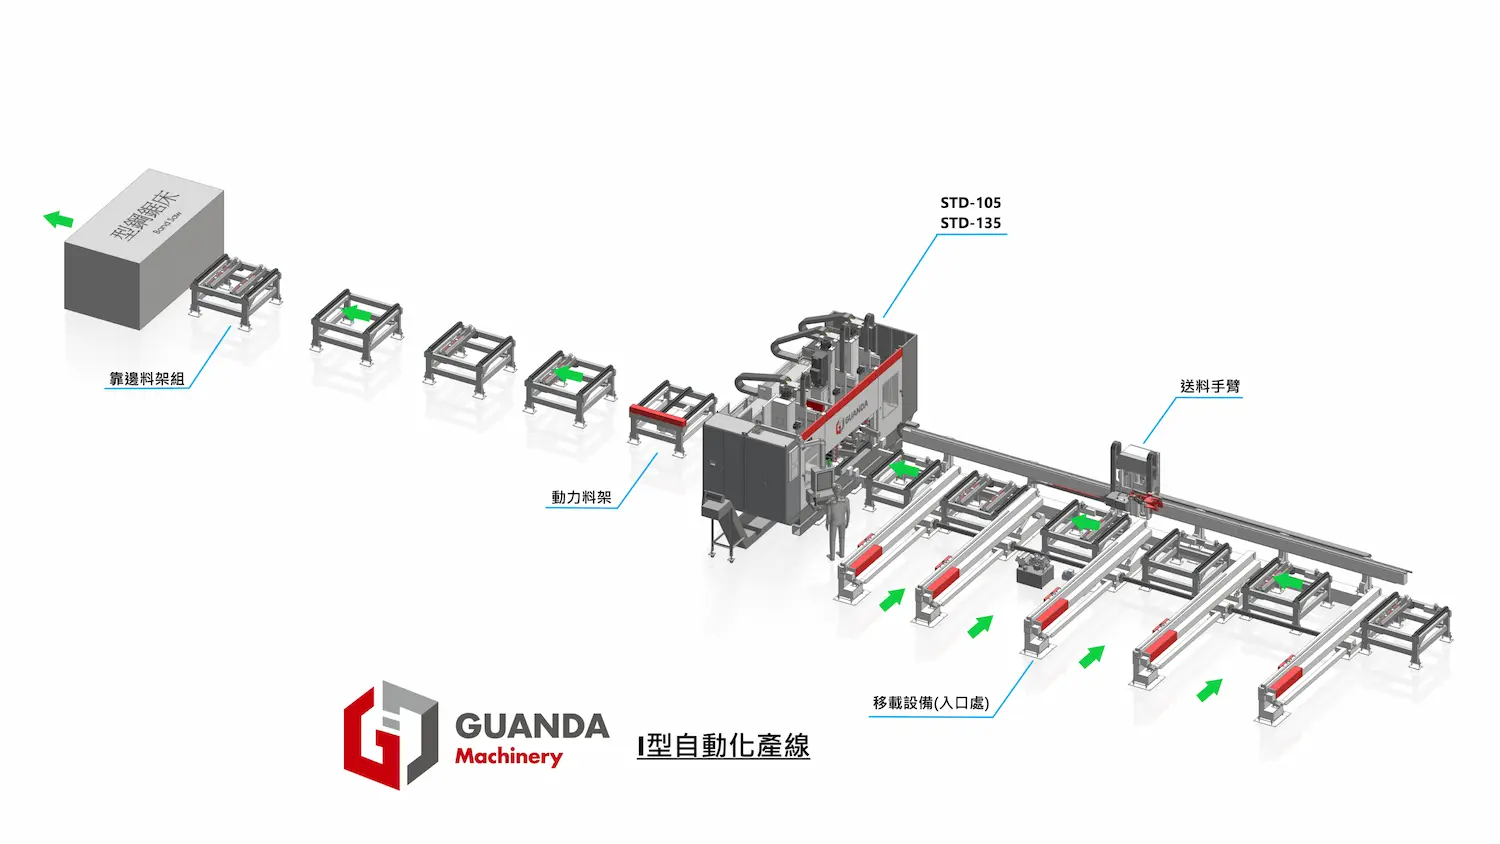 型鋼鋸床
Band Saw
STD-105
STD-135
靠邊料架組
送料手臂
GUANDA
動力料架
移載設備(入口處)
GUANDA
Machinery
I型自動化產線